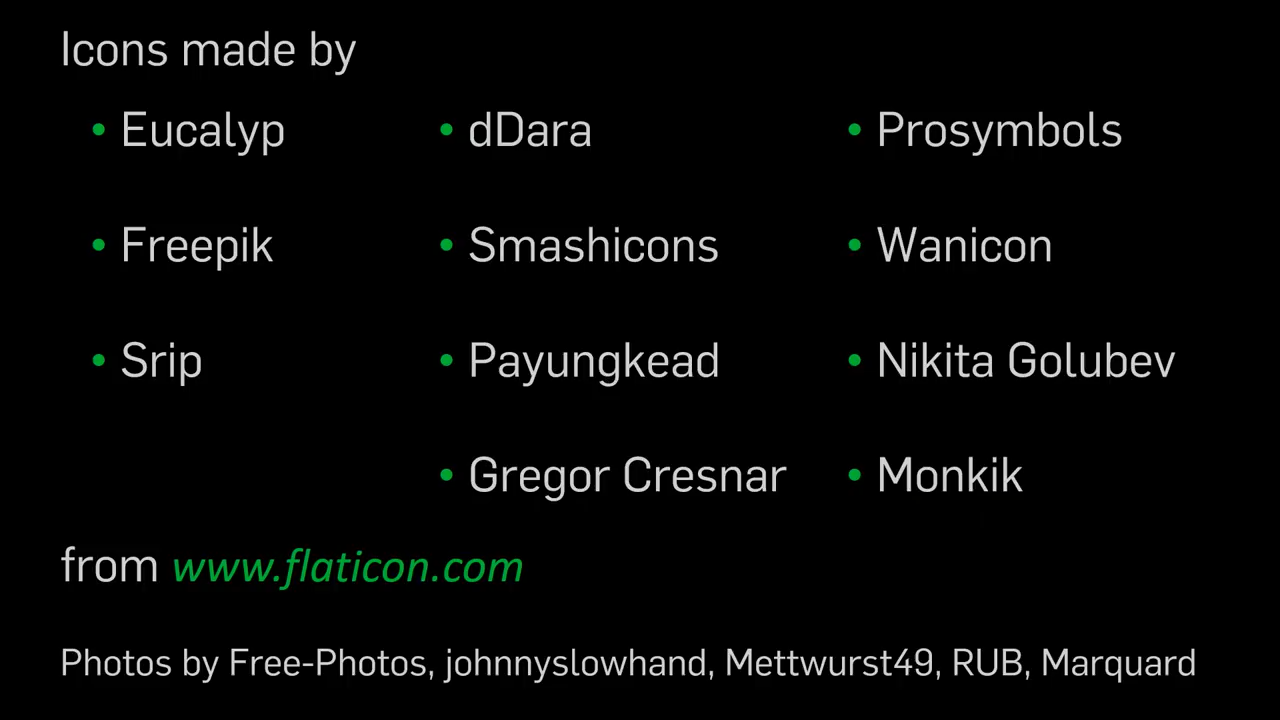 Icons made by
• Eucalyp
• Freepik
• Srip
• dDara
• Smashicons
• Payungkead
• Gregor Cresnar
• Prosymbols
• Wanicon
• Nikita Golubev
• Monkik
from www.flaticon.com
Photos by Free-Photos, johnnyslowhand, Mettwurst49, RUB, Marquard